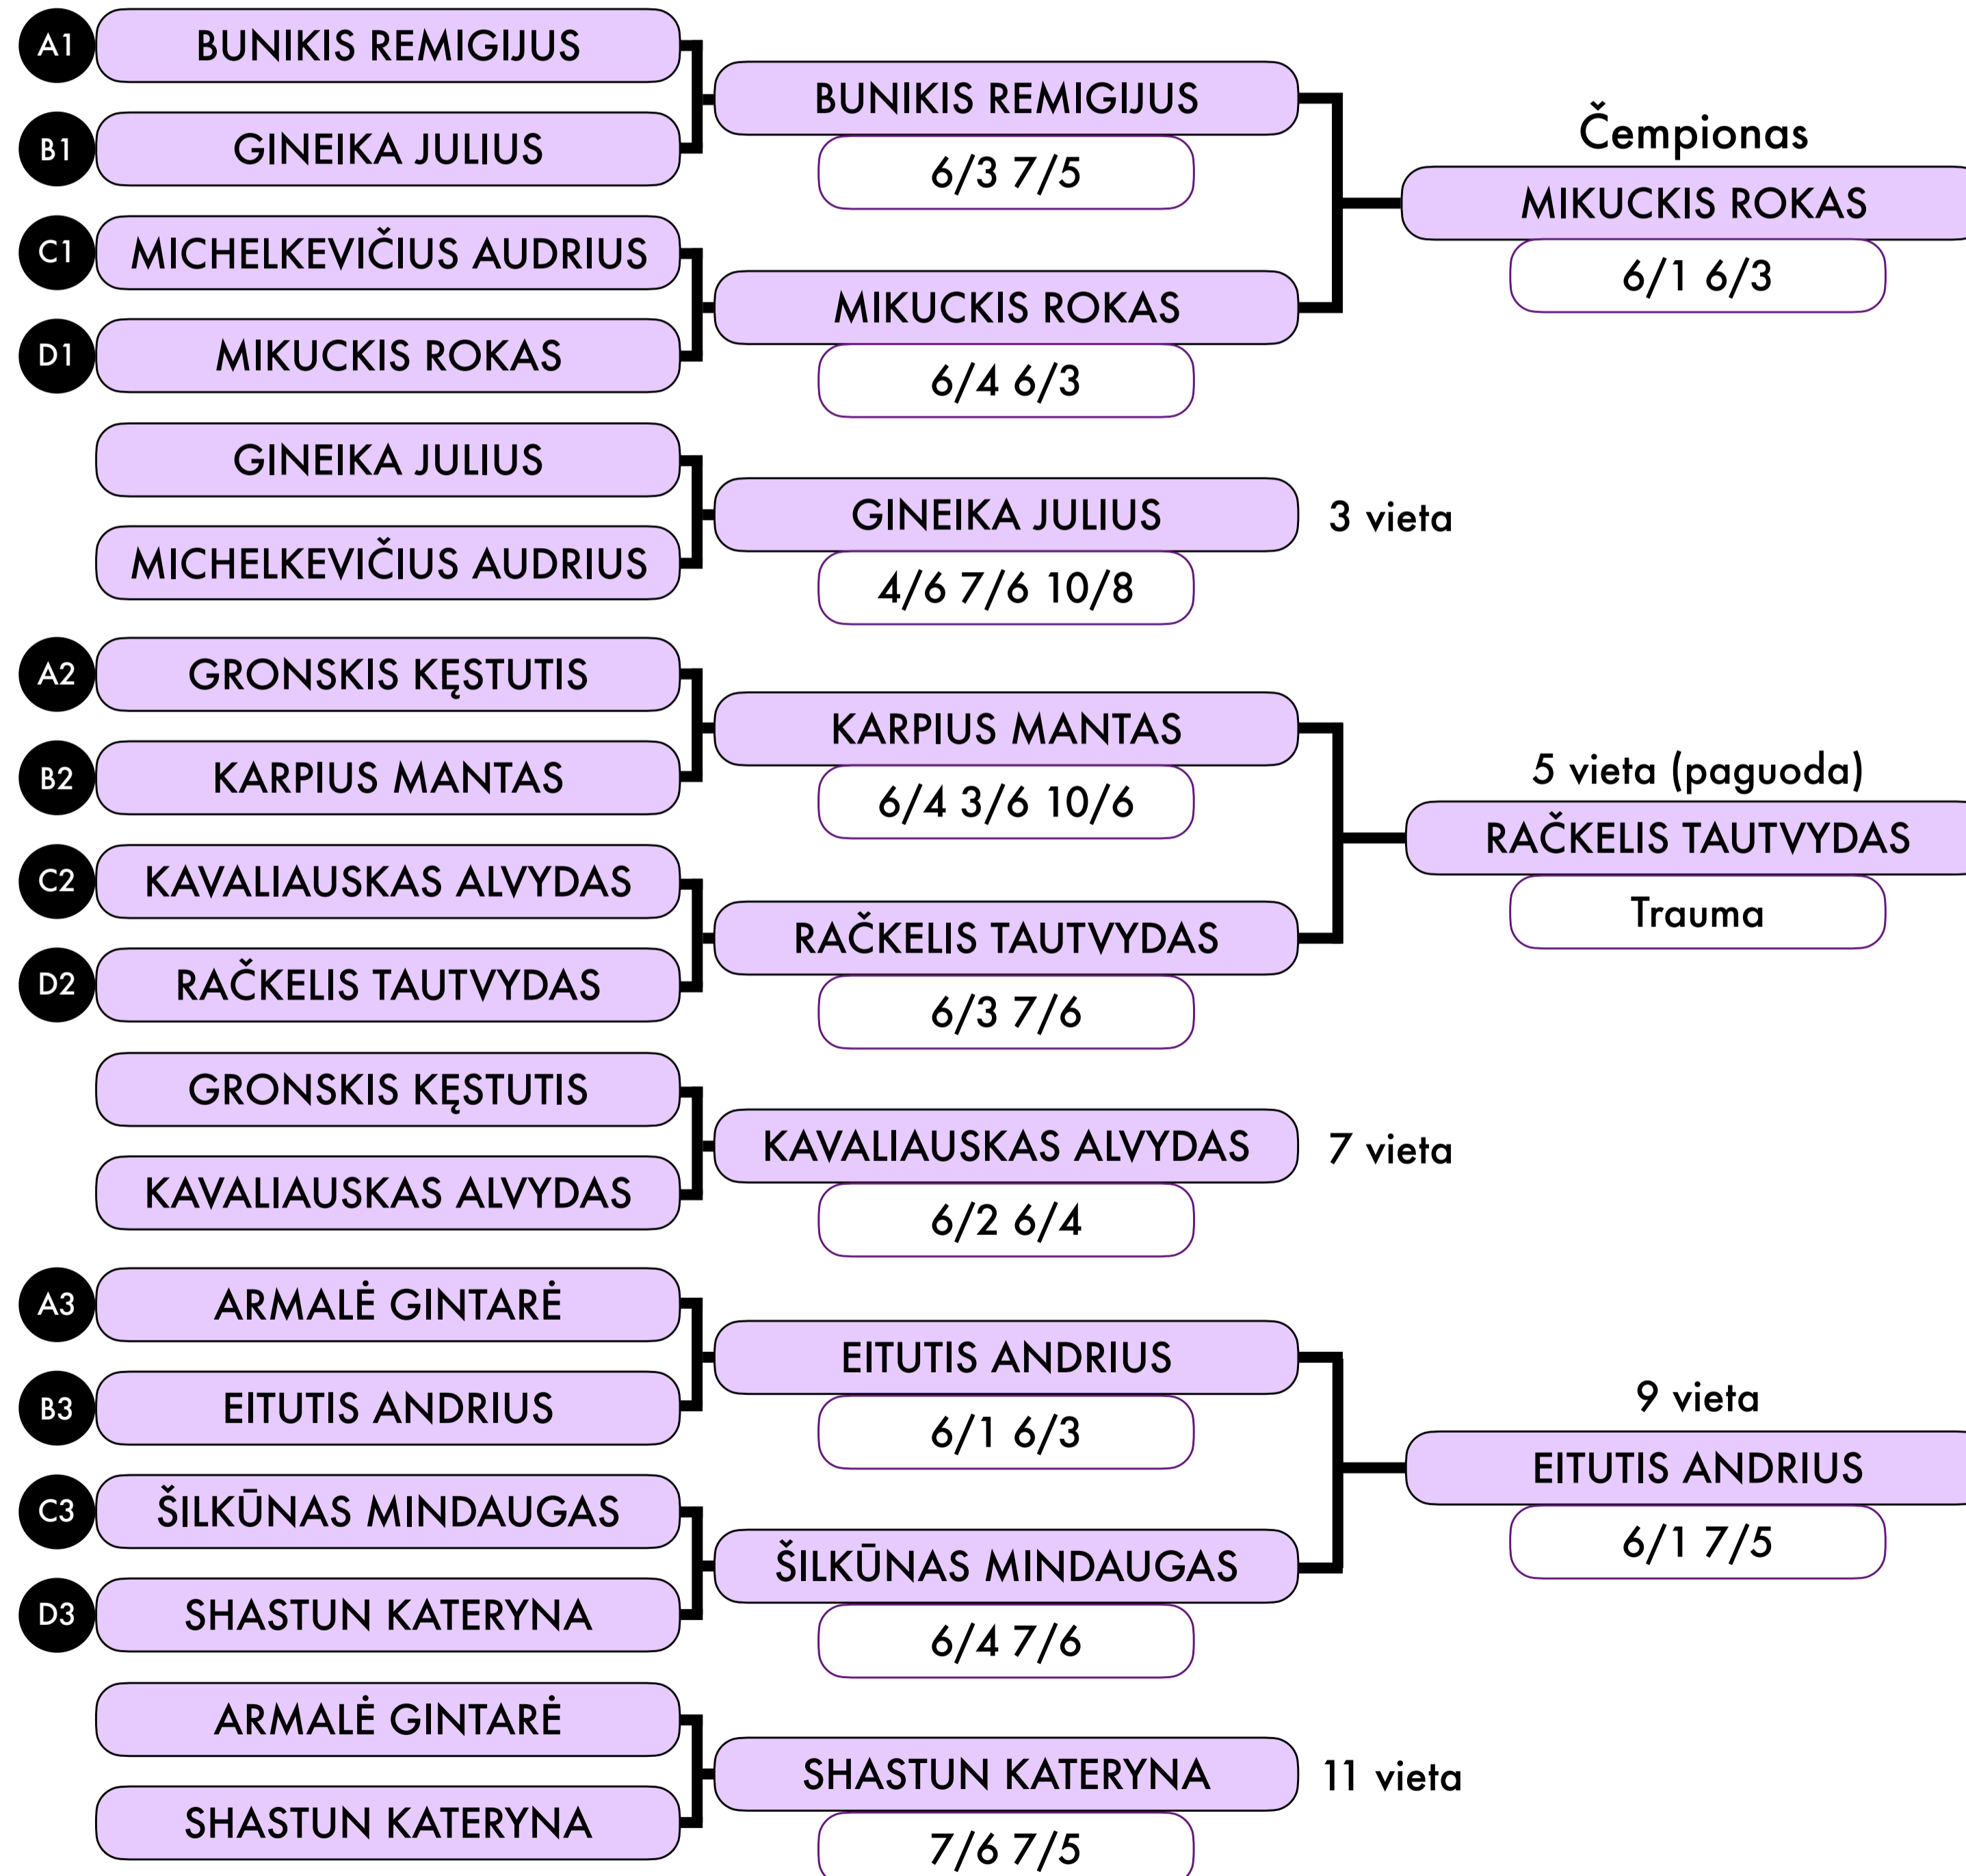 A1
BUNIKIS REMIGIJUS
B1
GINEIKA JULIUS
BUNIKIS REMIGIJUS
6/3 7/5
C1
MICHELKEVIČIUS AUDRIUS
D1
MIKUCKIS ROKAS
MIKUCKIS ROKAS
6/4 6/3
Čempionas
MIKUCKIS ROKAS
6/1 6/3
GINEIKA JULIUS
MICHELKEVIČIUS AUDRIUS
GINEIKA JULIUS
3 vieta
4/6 7/6 10/8
A2
GRONSKIS KĘSTUTIS
B2
KARPIUS MANTAS
KARPIUS MANTAS
6/4 3/6 10/6
C2
KAVALIAUSKAS ALVYDAS
D2
RAČKELIS TAUTVYDAS
RAČKELIS TAUTVYDAS
6/3 7/6
5 vieta (paguoda)
RAČKELIS TAUTVYDAS
Trauma
GRONSKIS KĘSTUTIS
KAVALIAUSKAS ALVYDAS
KAVALIAUSKAS ALVYDAS
7 vieta
6/2 6/4
A3
ARMALĖ GINTARĖ
B3
EITUTIS ANDRIUS
EITUTIS ANDRIUS
6/1 6/3
C3
ŠILKŪNAS MINDAUGAS
D3
SHASTUN KATERYNA
ŠILKŪNAS MINDAUGAS
6/4 7/6
9 vieta
EITUTIS ANDRIUS
6/1 7/5
ARMALĖ GINTARĖ
SHASTUN KATERYNA
SHASTUN KATERYNA
11 vieta
7/6 7/5